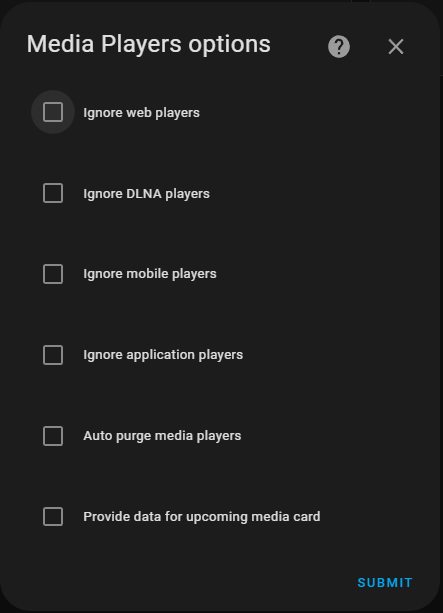 Media Players options
Ignore web players
Ignore DLNA players
Ignore mobile players
Ignore application players
Auto purge media players
Provide data for upcoming media card
SUBMIT